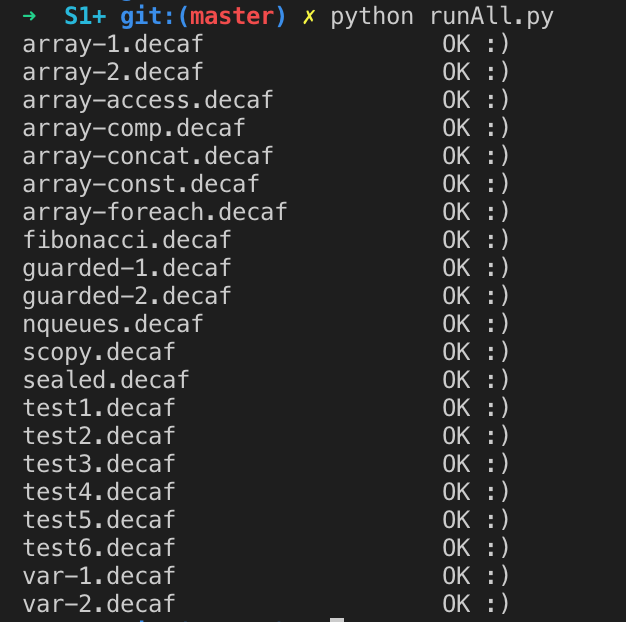 → S1+ git:(master) ✗ python runAll.py
array-1.decaf OK :)
array-2.decaf OK :)
array-access.decaf OK :)
array-comp.decaf OK :)
array-concat.decaf OK :)
array-const.decaf OK :)
array-foreach.decaf OK :)
fibonacci.decaf OK :)
guarded-1.decaf OK :)
guarded-2.decaf OK :)
nqueues.decaf OK :)
scopy.decaf OK :)
sealed.decaf OK :)
test1.decaf OK :)
test2.decaf OK :)
test3.decaf OK :)
test4.decaf OK :)
test5.decaf OK :)
test6.decaf OK :)
var-1.decaf OK :)
var-2.decaf OK :)